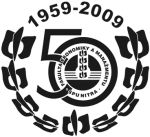 1959-2009
50
FAKULTA EKONOMIKY A MANAŽMENTU
SPU NITRA